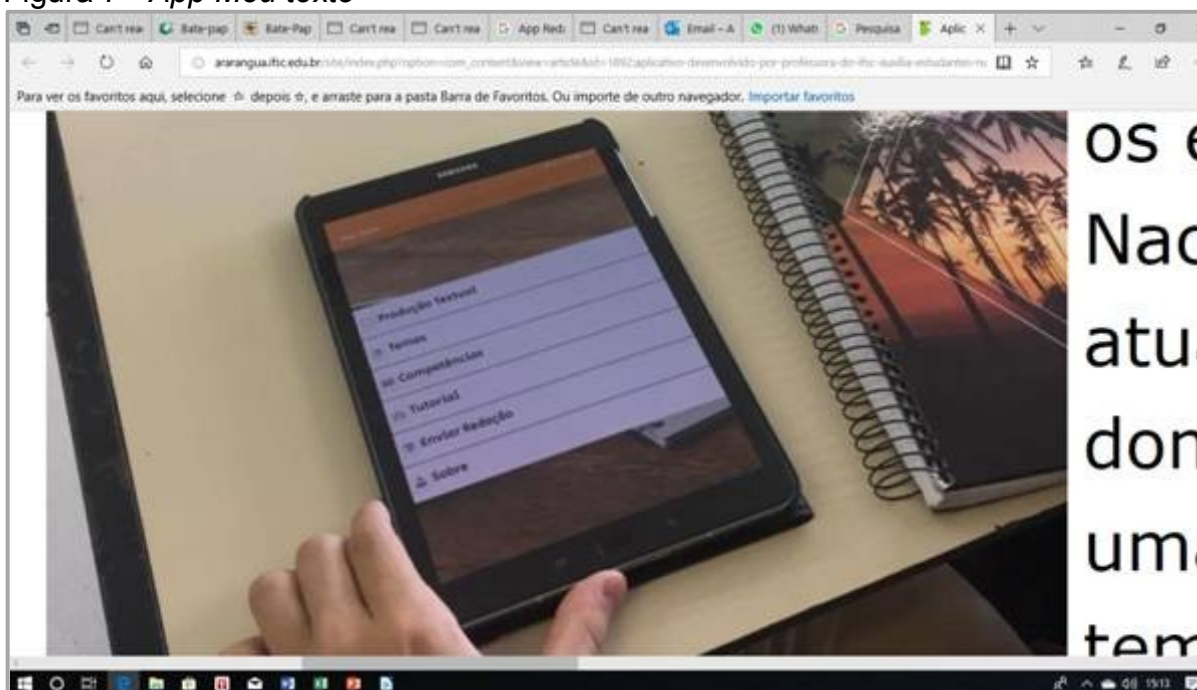 App Meu texto
Can't rea
Bate-pap
Bate-Pap
Can't rea
Can't rea
App Red
Can't rea
Email – A
(1) What
Pesquisa
Aplic
ararangua.ifsc.edu.br
Para ver os favoritos aqui, selecione depois, e arraste para a pasta Barra de Favoritos. Ou importe de outro navegador. Importar favoritos
SAMSUNG
Produção Textual
Temas
Competências
Tutorial
Enviar Redação
Sobre
os e
Nac
atua
don
uma
tem
15:13